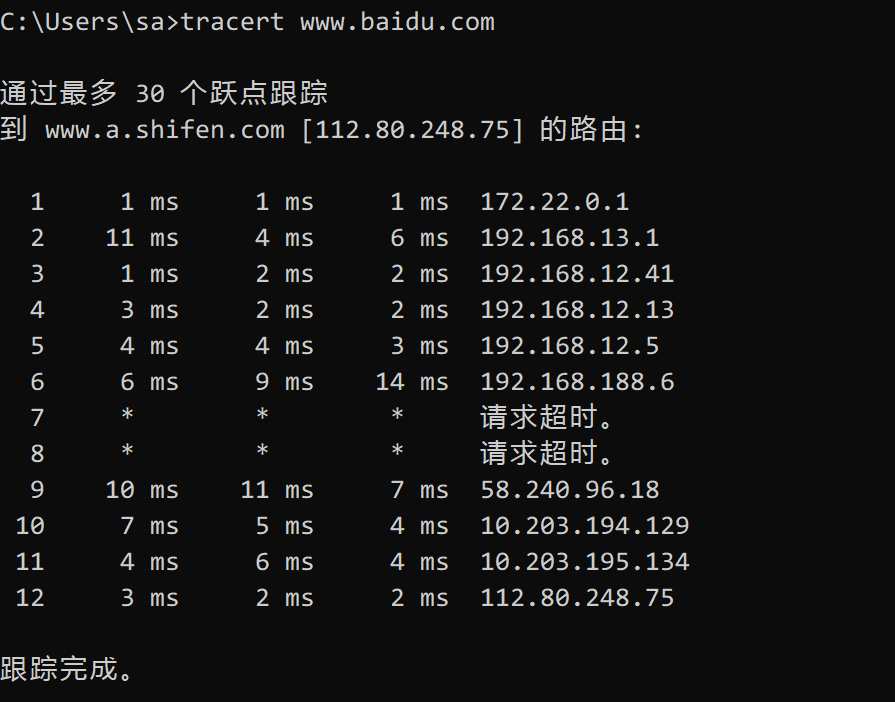 C:\Users\sa>tracert www.baidu.com
通过最多 30 个跃点跟踪
到 www.a.shifen.com [112.80.248.75] 的路由:
1 1 ms 1 ms 1 ms 172.22.0.1
2 11 ms 4 ms 6 ms 192.168.13.1
3 1 ms 2 ms 2 ms 192.168.12.41
4 3 ms 2 ms 2 ms 192.168.12.13
5 4 ms 4 ms 3 ms 192.168.12.5
6 6 ms 9 ms 14 ms 192.168.188.6
7 * * * 请求超时。
8 * * * 请求超时。
9 10 ms 11 ms 7 ms 58.240.96.18
10 7 ms 5 ms 4 ms 10.203.194.129
11 4 ms 6 ms 4 ms 10.203.195.134
12 3 ms 2 ms 2 ms 112.80.248.75
跟踪完成。